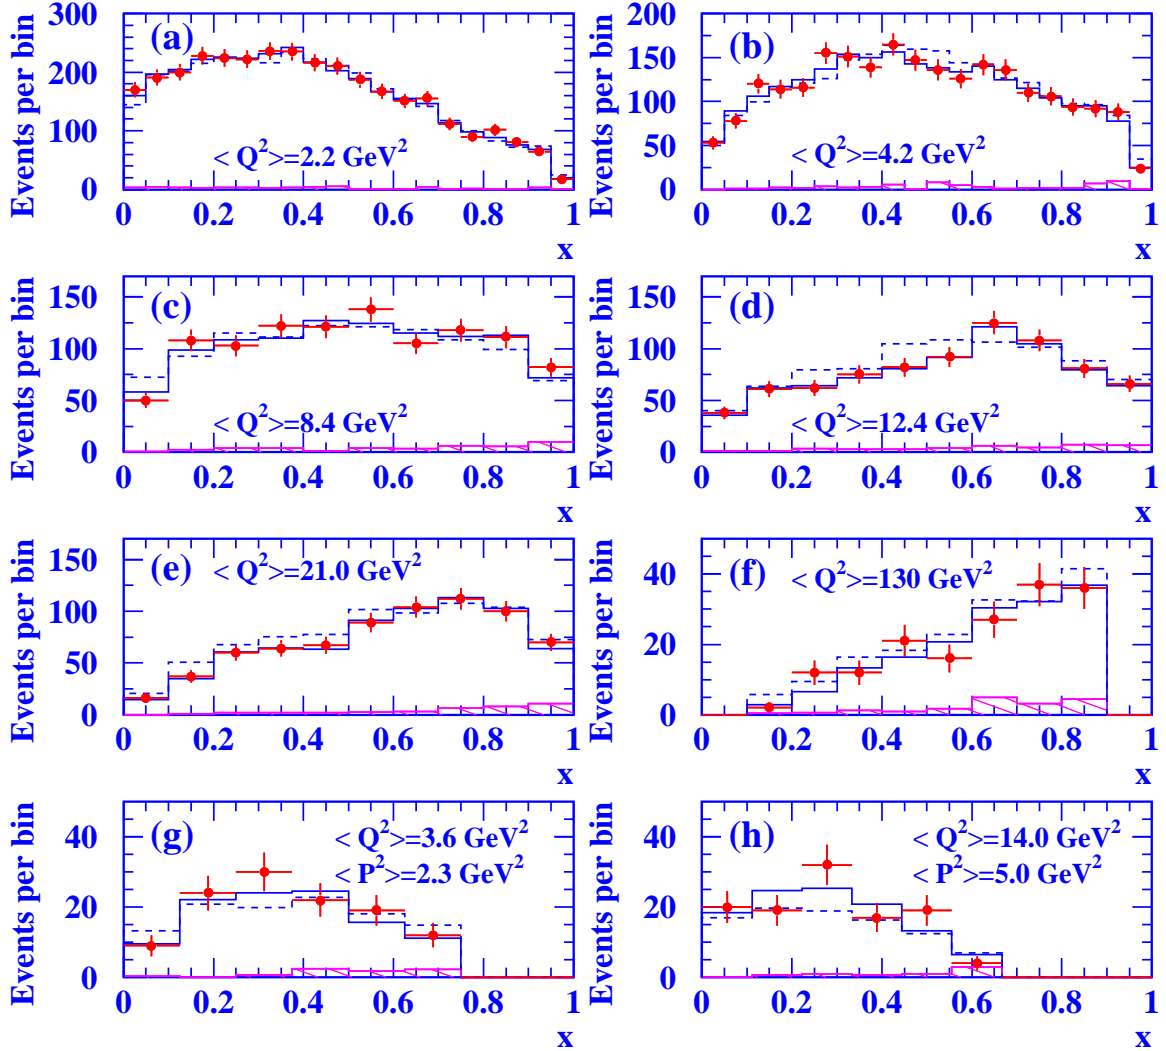 (a)
Events per bin
300
200
100
0
< Q²>=2.2 GeV²
0 0.2 0.4 0.6 0.8 1
x
(b)
Events per bin
200
150
100
50
0
< Q²>=4.2 GeV²
0 0.2 0.4 0.6 0.8 1
x
(c)
Events per bin
150
100
50
0
< Q²>=8.4 GeV²
0 0.2 0.4 0.6 0.8 1
x
(d)
Events per bin
150
100
50
0
< Q²>=12.4 GeV²
0 0.2 0.4 0.6 0.8 1
x
(e)
Events per bin
150
100
50
0
< Q²>=21.0 GeV²
0 0.2 0.4 0.6 0.8 1
x
(f)
Events per bin
40
20
0
< Q²>=130 GeV²
0 0.2 0.4 0.6 0.8 1
x
(g)
Events per bin
40
20
0
< Q²>=3.6 GeV²
< P²>=2.3 GeV²
0 0.2 0.4 0.6 0.8 1
x
(h)
Events per bin
40
20
0
< Q²>=14.0 GeV²
< P²>=5.0 GeV²
0 0.2 0.4 0.6 0.8 1
x